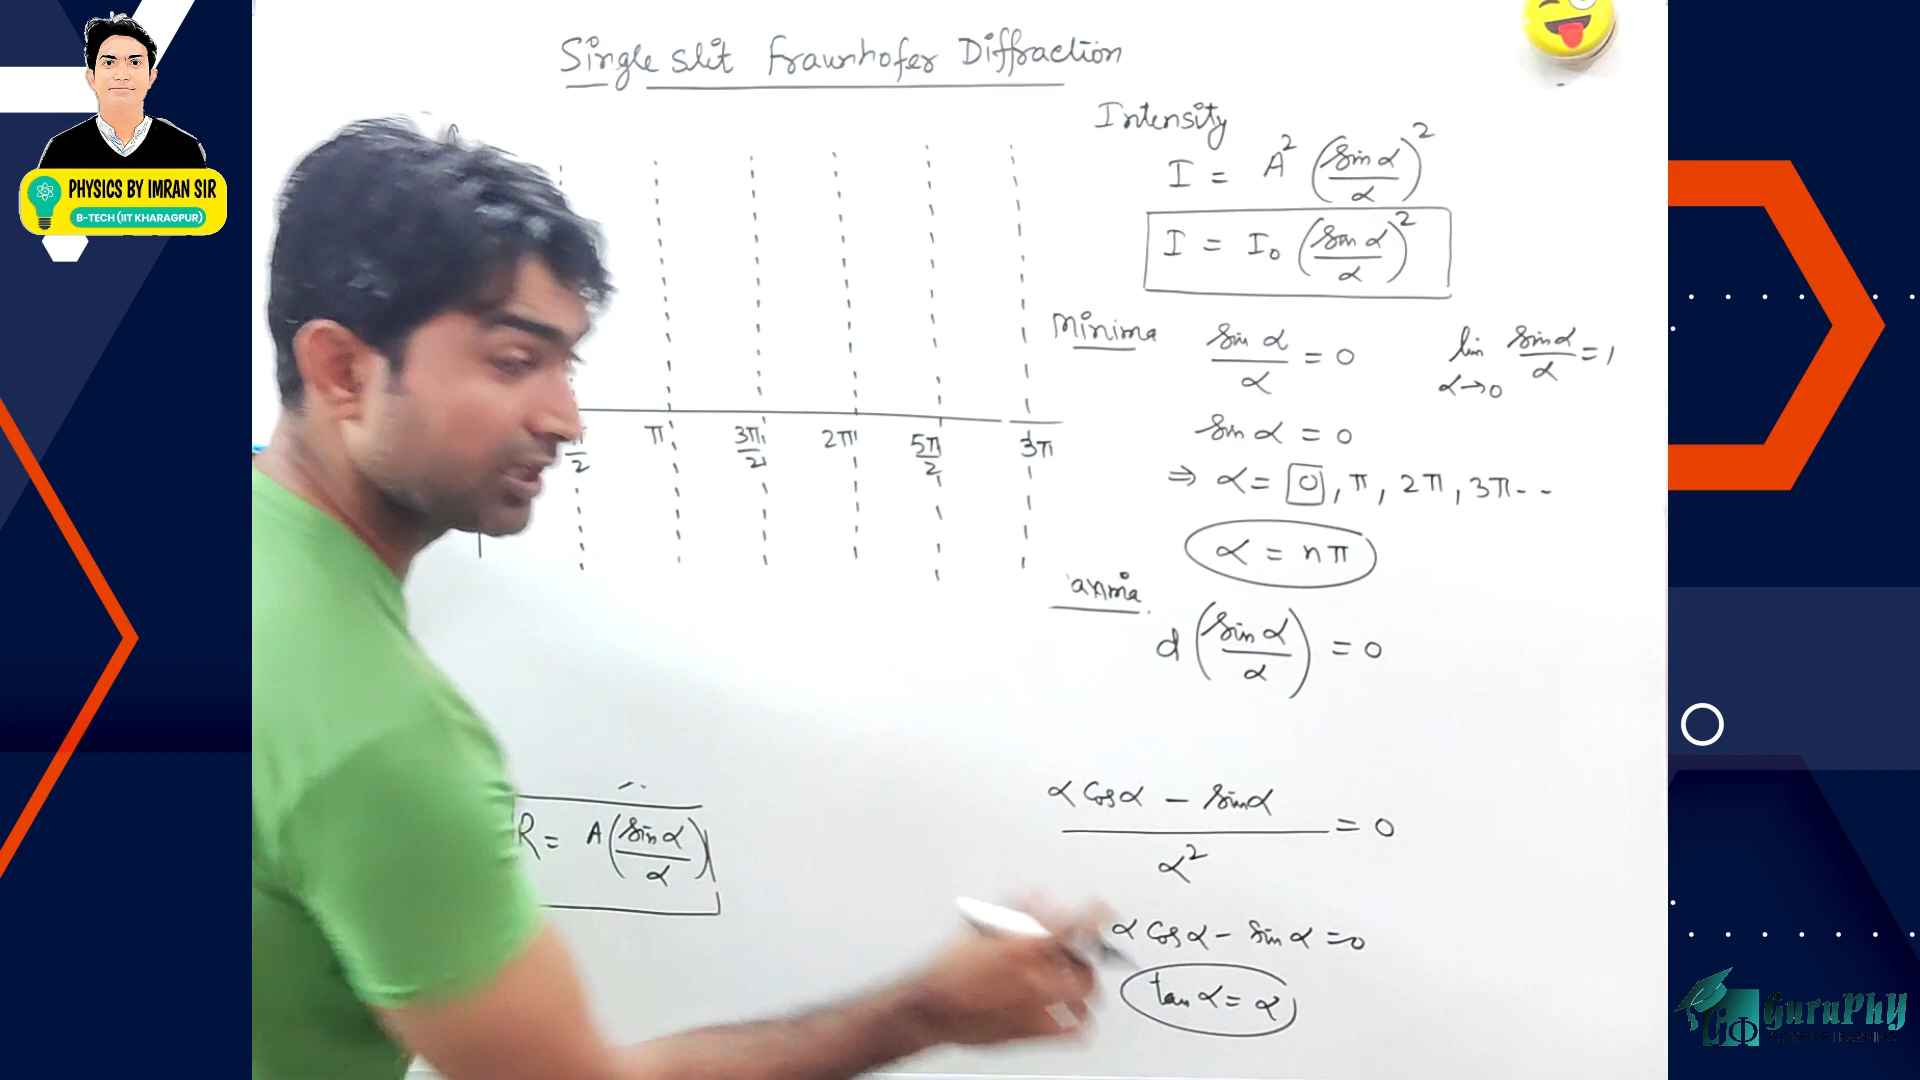 PHYSICS BY IMRAN SIR
B-TECH (IIT KHARAGPUR)
Single slit Fraunhofer Diffraction
Intensity
I = A² (sin α / α)²
I = I₀ (sin α / α)²
Minima
sin α / α = 0
lim α→0 sin α / α = 1
sin α = 0
⇒ α = 0, π, 2π, 3π--
α = nπ
axima
d (sin α / α) = 0
α cos α - sin α / α² = 0
α cos α - sin α = 0
tan α = α
2
π
3π/2
2π
5π/2
3π
R = A (sin α / α)
GuruPhy